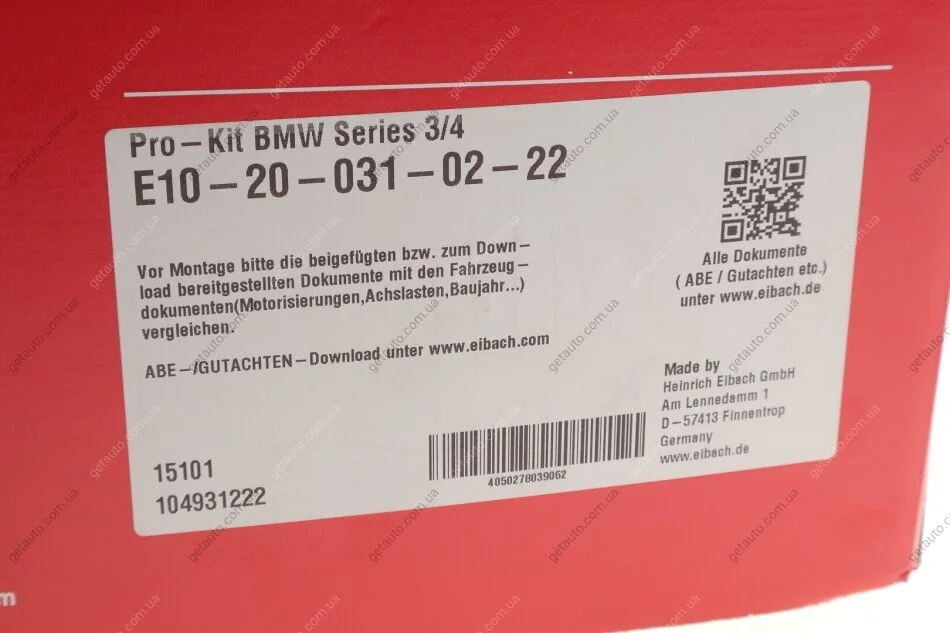 Pro-Kit BMW Series 3/4
E10-20-031-02-22
Vor Montage bitte die beigefügten bzw. zum Down-
load bereitgestellten Dokumente mit den Fahrzeug-
dokumenten(Motorisierungen,Achslasten,Baujahr...)
vergleichen.
ABE-/GUTACHTEN-Download unter www.eibach.com
15101
104931222
4050278039062
Alle Dokumente
( ABE / Gutachten etc.)
unter www.eibach.de
Made by
Heinrich Eibach GmbH
Am Lennedamm 1
D-57413 Finnentrop
Germany
www.eibach.de
m
getauto.com.ua